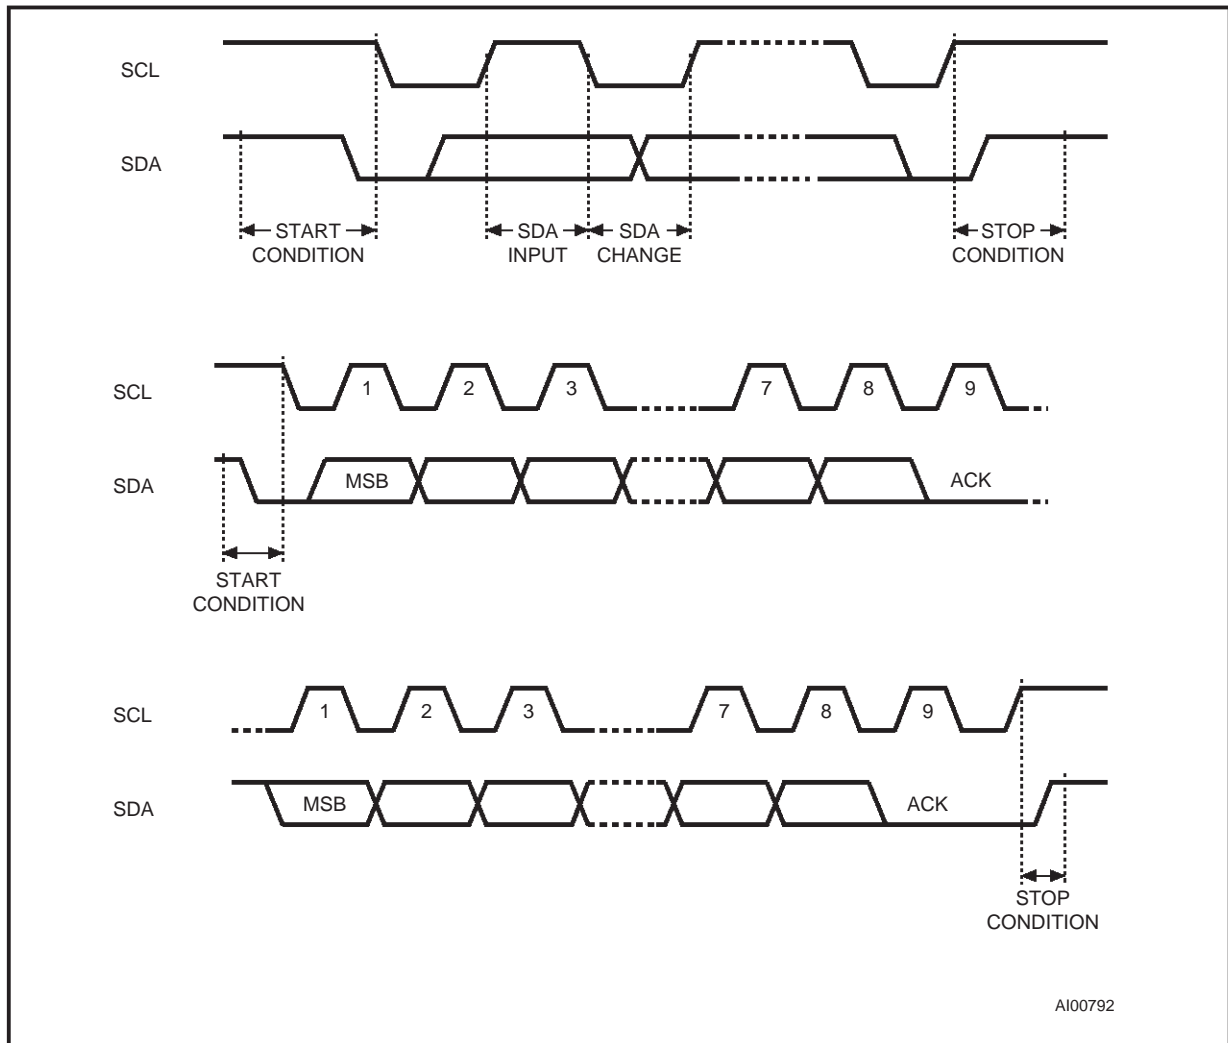 SCL
SDA
START CONDITION
SDA INPUT
SDA CHANGE
STOP CONDITION
SCL
1 2 3 7 8 9
SDA
MSB
ACK
START CONDITION
SCL
1 2 3 7 8 9
SDA
MSB
ACK
STOP CONDITION
AI00792